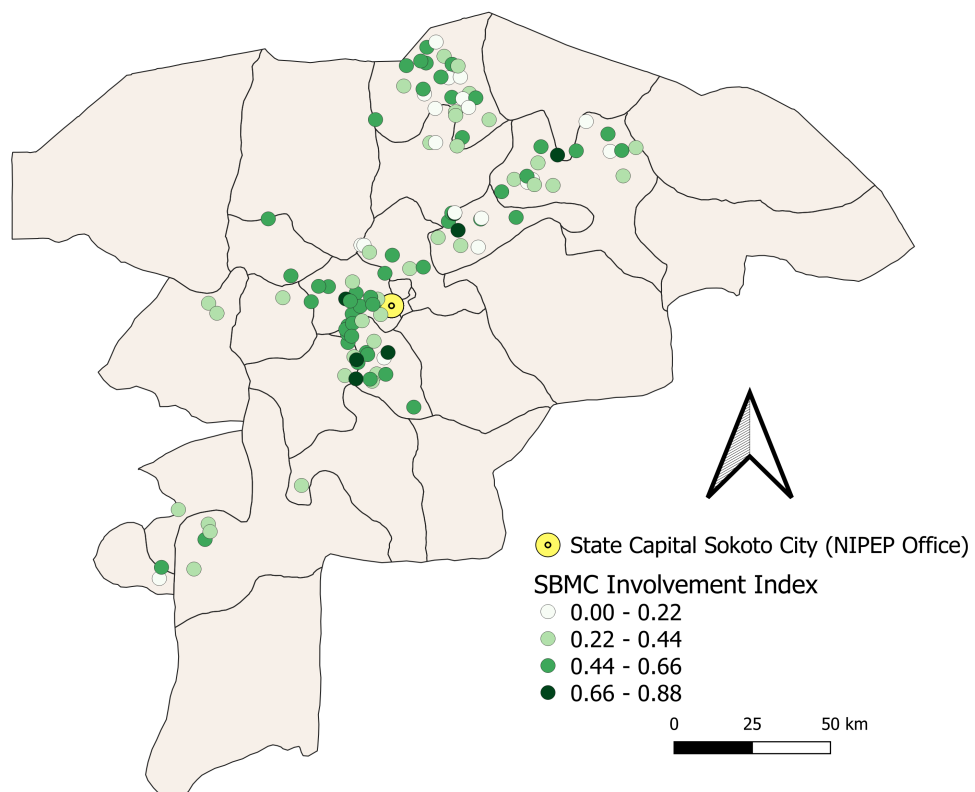 State Capital Sokoto City (NIPEP Office)
SBMC Involvement Index
0.00 - 0.22
0.22 - 0.44
0.44 - 0.66
0.66 - 0.88
0 25 50 km